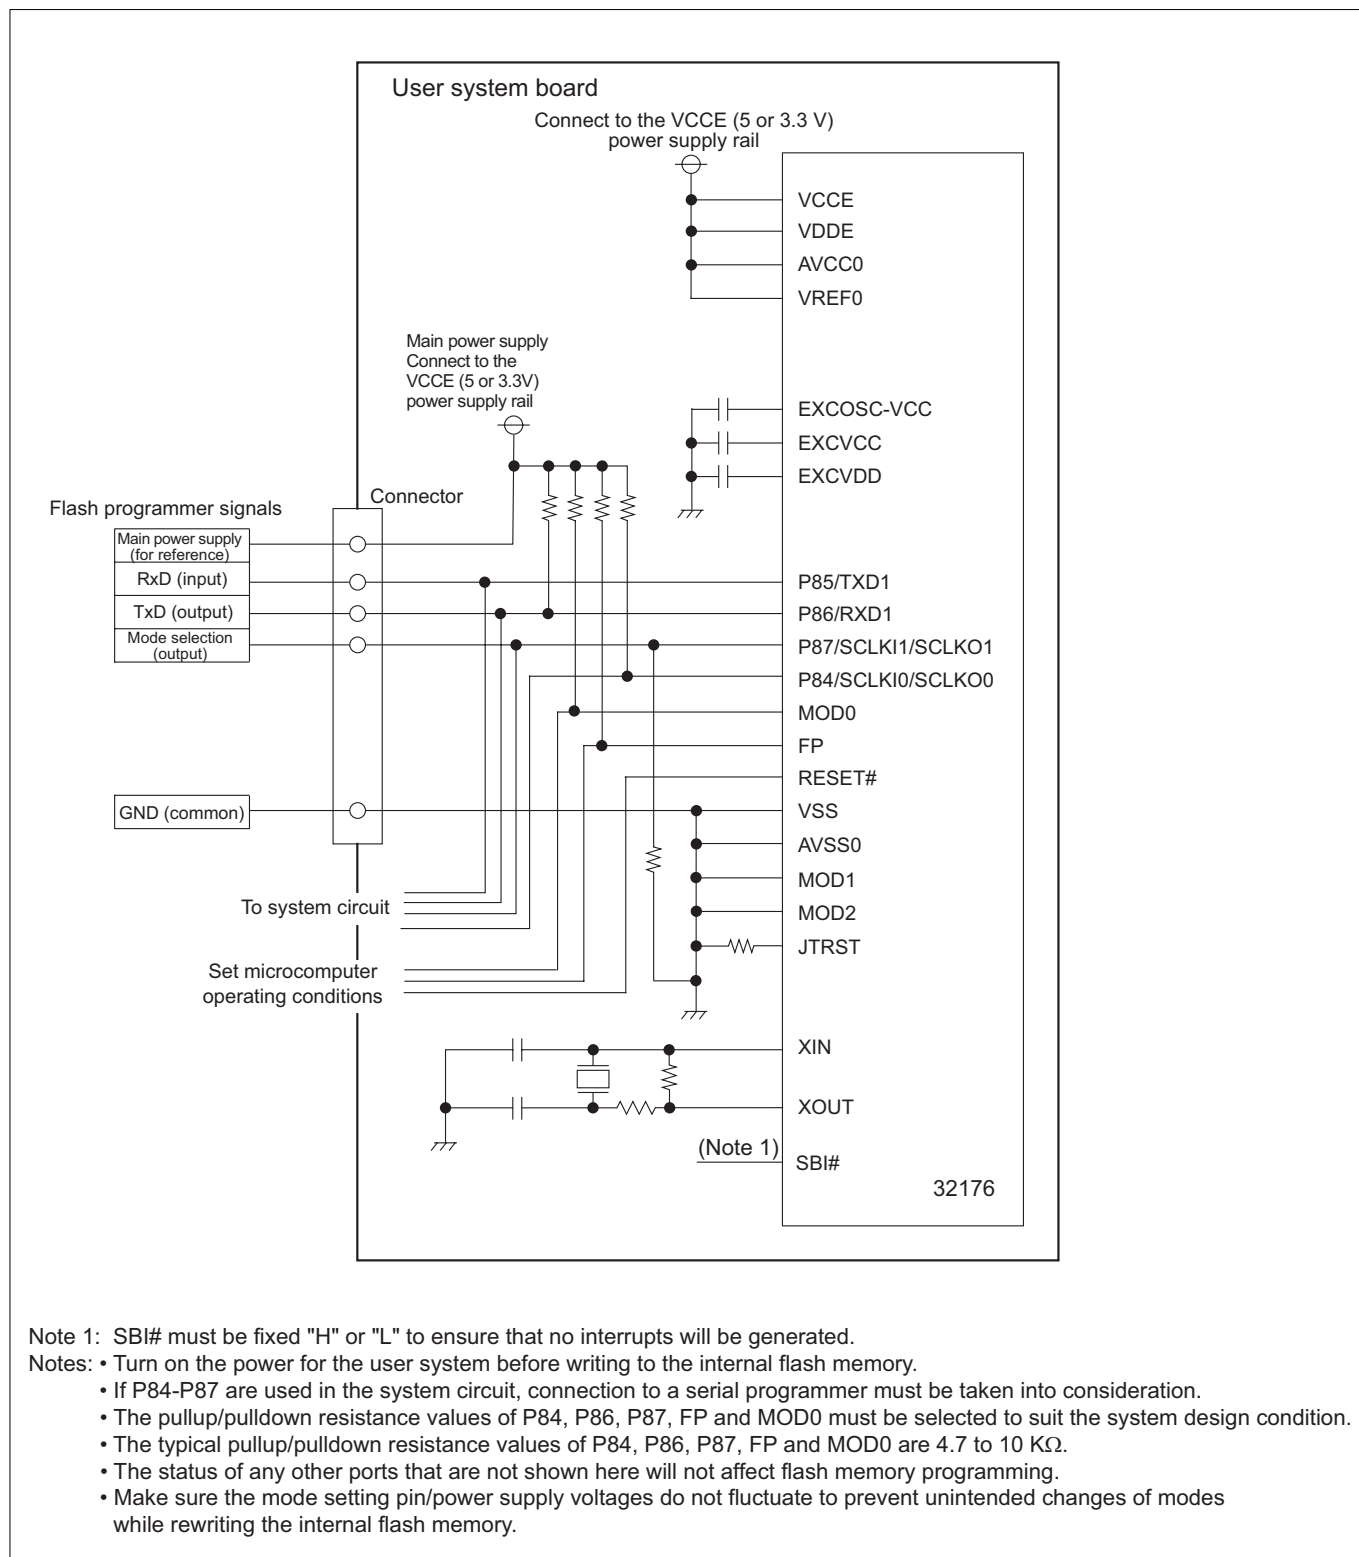 User system board
Connect to the VCCE (5 or 3.3 V)
power supply rail
VCCE
VDDE
AVCC0
VREF0
Main power supply
Connect to the
VCCE (5 or 3.3V)
power supply rail
EXCOSC-VCC
EXCVCC
EXCVDD
Connector
Flash programmer signals
Main power supply
(for reference)
RxD (input)
TxD (output)
Mode selection
(output)
GND (common)
P85/TXD1
P86/RXD1
P87/SCLKI1/SCLKO1
P84/SCLKI0/SCLKO0
MOD0
FP
RESET#
VSS
AVSS0
MOD1
MOD2
JTRST
To system circuit
Set microcomputer
operating conditions
XIN
XOUT
(Note 1)
SBI#
32176
Note 1: SBI# must be fixed "H" or "L" to ensure that no interrupts will be generated.
Notes: • Turn on the power for the user system before writing to the internal flash memory.
• If P84-P87 are used in the system circuit, connection to a serial programmer must be taken into consideration.
• The pullup/pulldown resistance values of P84, P86, P87, FP and MOD0 must be selected to suit the system design condition.
• The typical pullup/pulldown resistance values of P84, P86, P87, FP and MOD0 are 4.7 to 10 KΩ.
• The status of any other ports that are not shown here will not affect flash memory programming.
• Make sure the mode setting pin/power supply voltages do not fluctuate to prevent unintended changes of modes
while rewriting the internal flash memory.